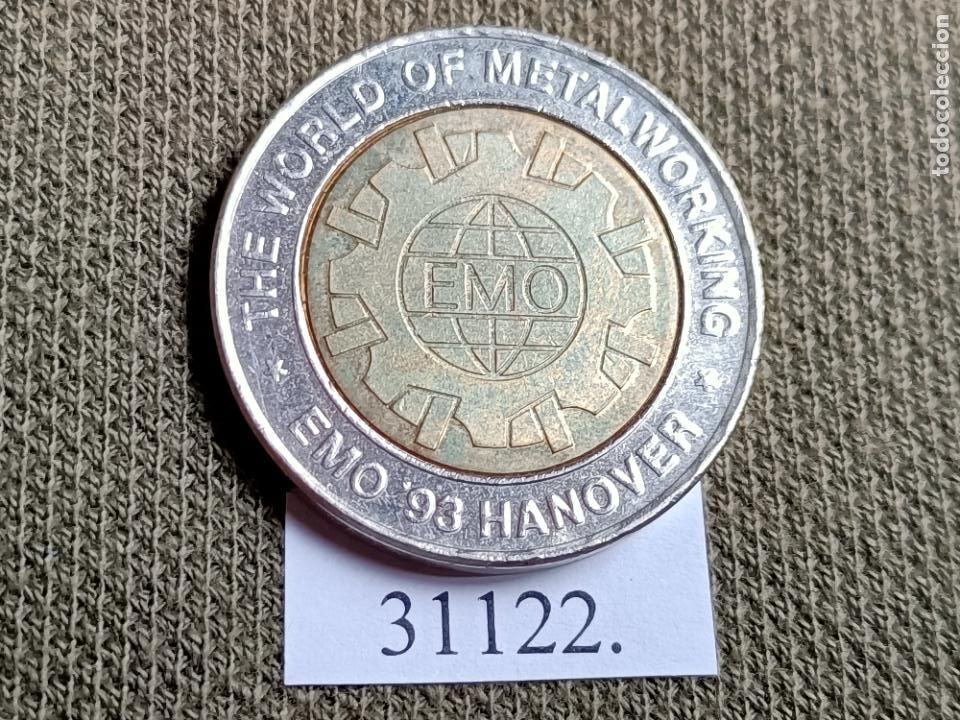 THE WORLD OF METALWORKING
EMO
* EMO '93 HANOVER *
31122.
todocoleccion